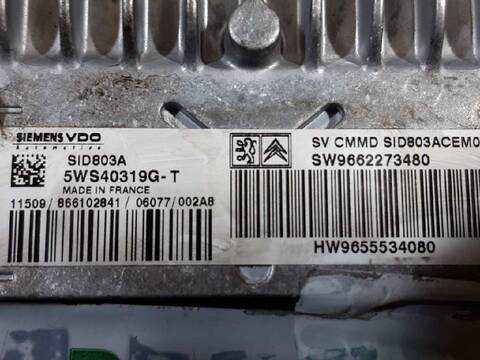 SIEMENS VDO
Automotive
SID803A
5WS40319G-T
MADE IN FRANCE
11509/866102841/ 06077/002A8
SV CMMD SID803ACEM0
SW9662273480
HW9655534080